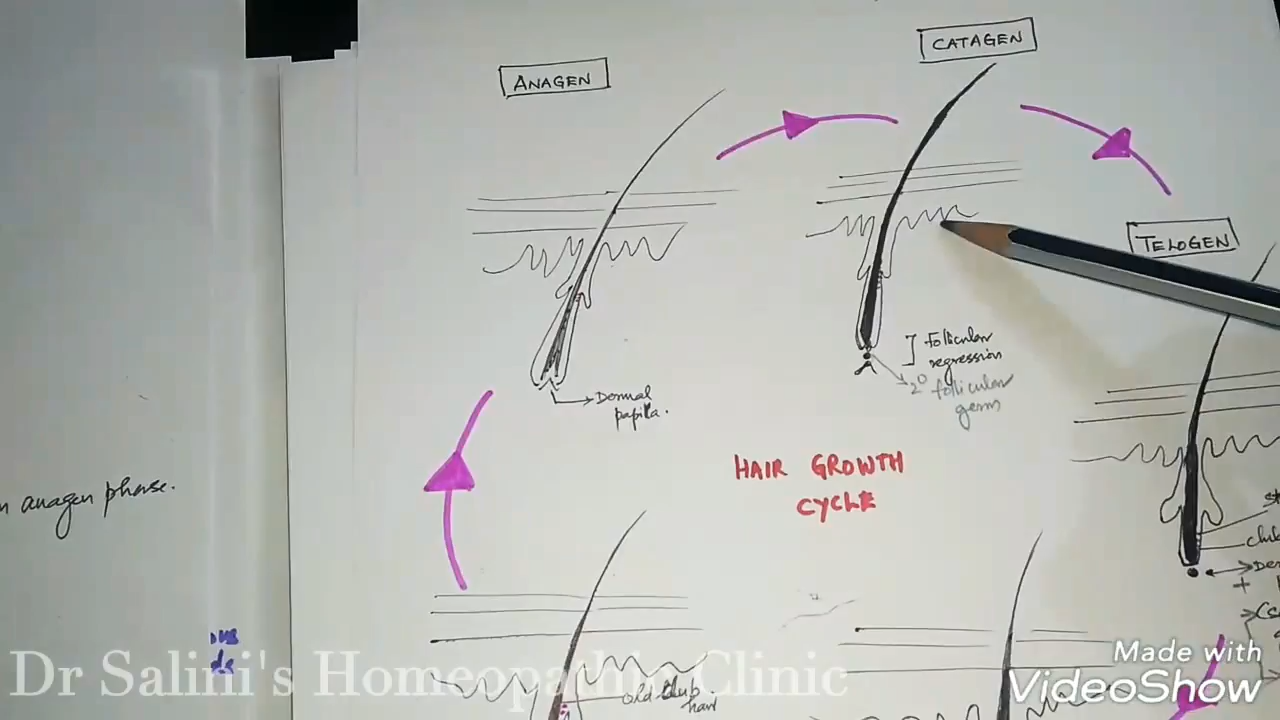 CATAGEN
ANAGEN
TELOGEN
Follicular
regression
2° follicular
germ
Dermal
papilla.
HAIR GROWTH
CYCLE
anagen phase.
Old club
hair
Made with
VideoShow
Dr Salini's Homeopathic Clinic